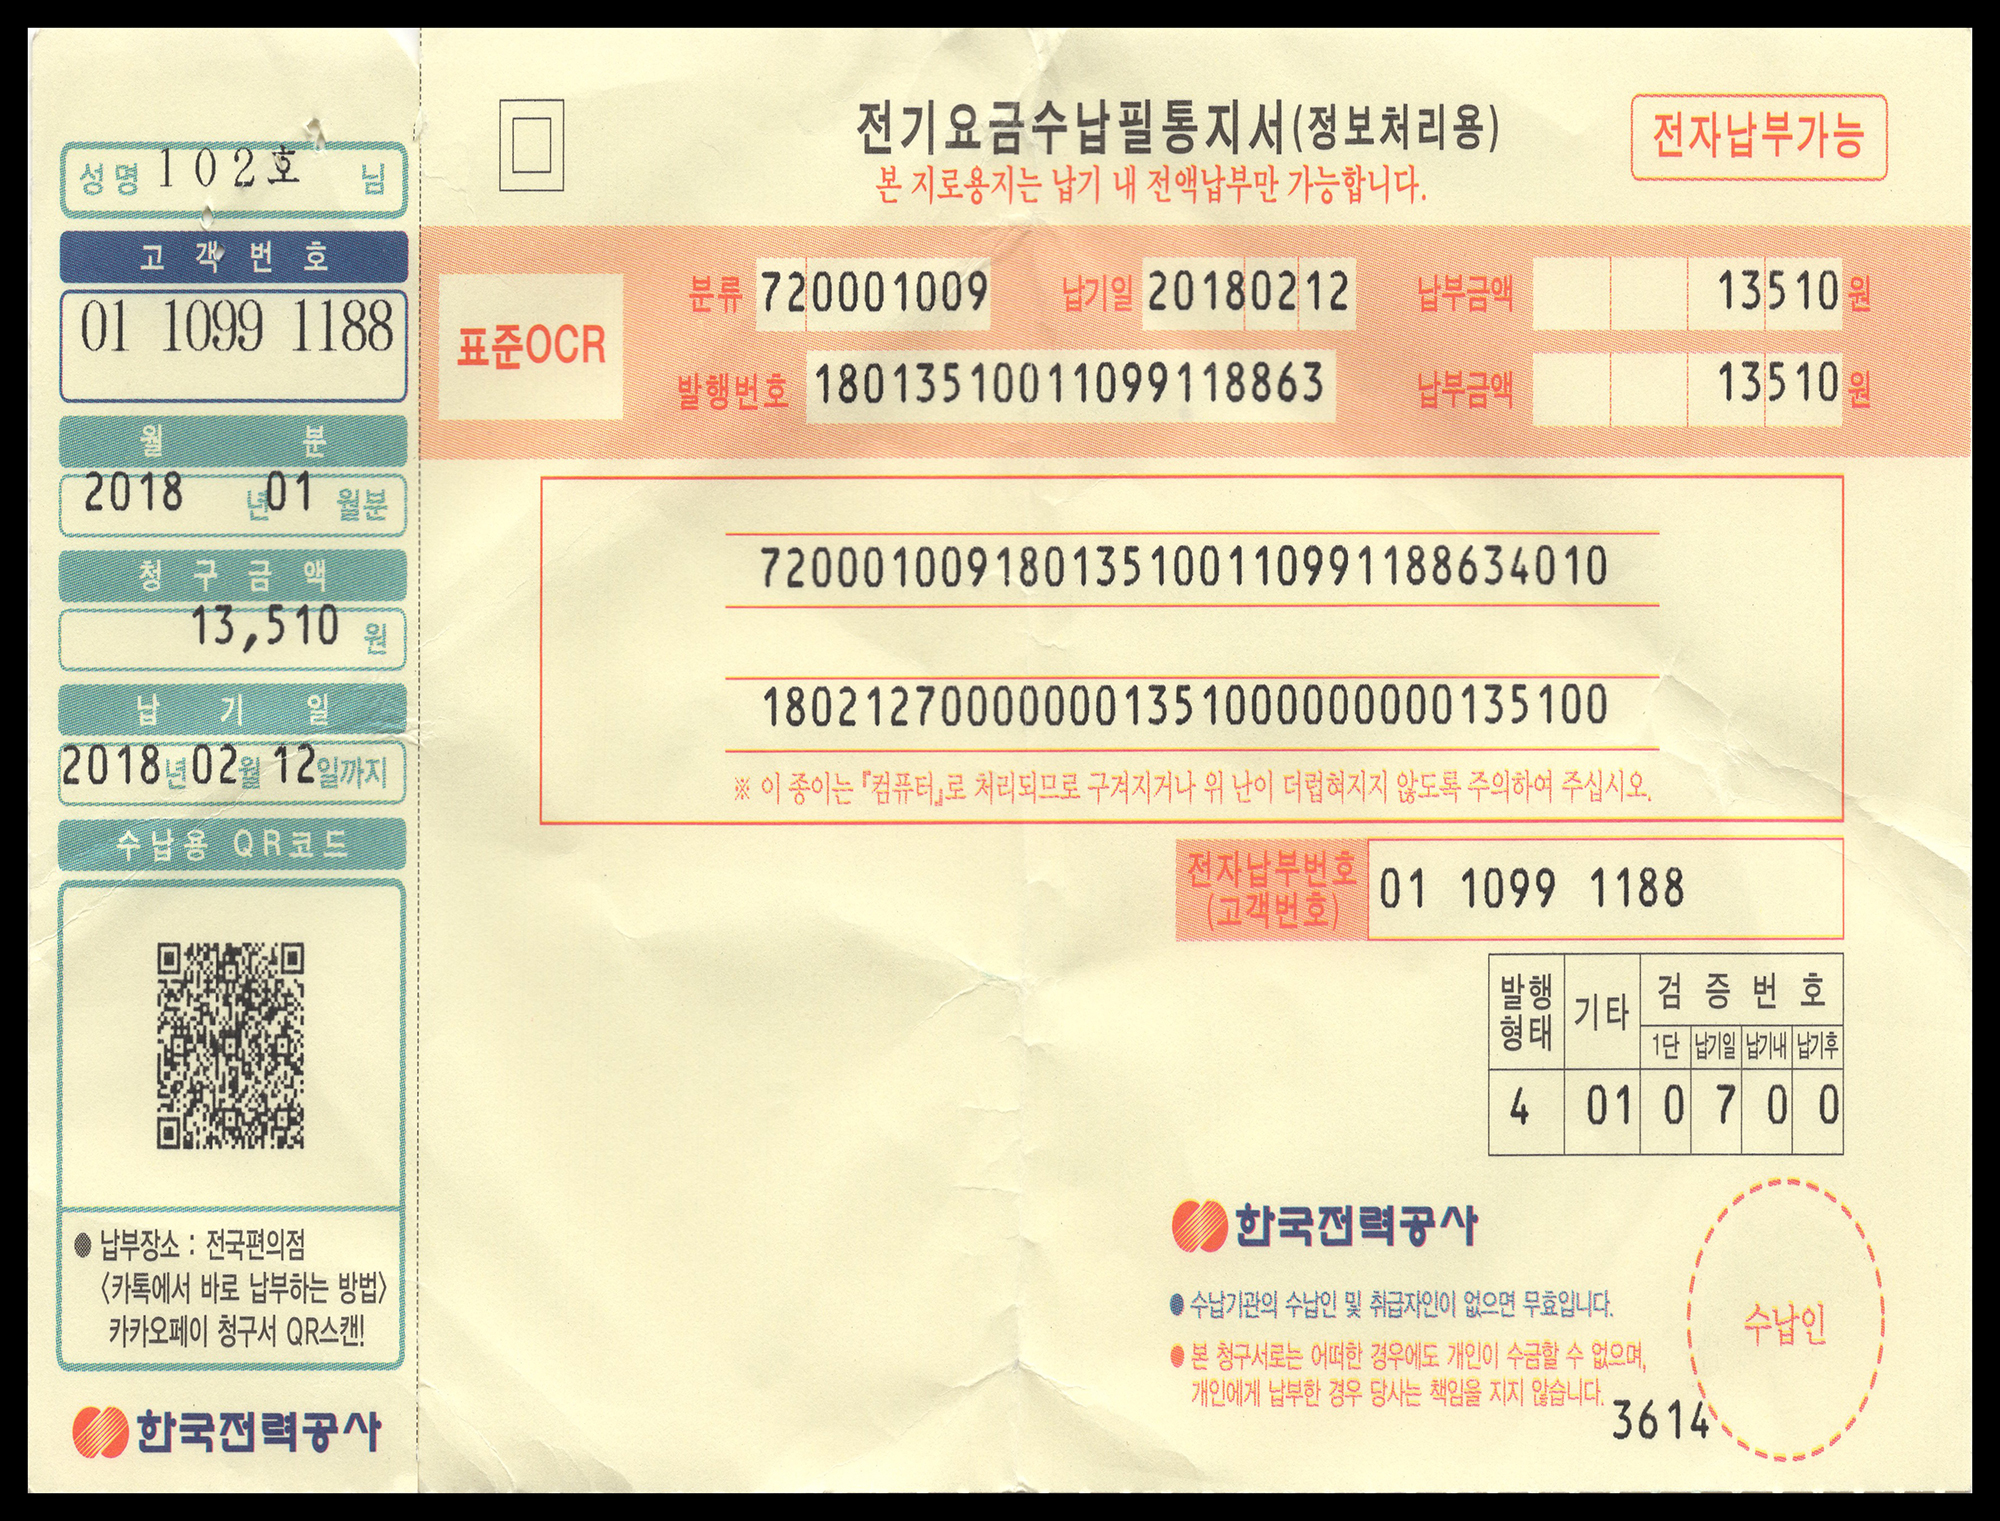 성명 102호 님
고객번호
01 1099 1188
월 분
2018 년 01 월분
청구금액
13,510 원
납기일
2018년 02월 12일까지
수납용 QR코드
● 납부장소 : 전국편의점
<카톡에서 바로 납부하는 방법>
카카오페이 청구서 QR스캔!
한국전력공사
전기요금수납필통지서(정보처리용)
본 지로용지는 납기 내 전액납부만 가능합니다.
전자납부가능
표준OCR
분류 720001009 납기일 20180212 납부금액 13510 원
발행번호 18013510011099118863 납부금액 13510 원
720001009180135100110991188634010
1802127000000013510000000000135100
※ 이 종이는 『컴퓨터』로 처리되므로 구겨지거나 위 난이 더럽혀지지 않도록 주의하여 주십시오.
전자납부번호
(고객번호)
01 1099 1188
발행형태 기타 검증번호
1단 납기일 납기내 납기후
4 01 0 7 0 0
한국전력공사
● 수납기관의 수납인 및 취급자인이 없으면 무효입니다.
● 본 청구서로는 어떠한 경우에도 개인이 수금할 수 없으며,
개인에게 납부한 경우 당사는 책임을 지지 않습니다.
3614
수납인